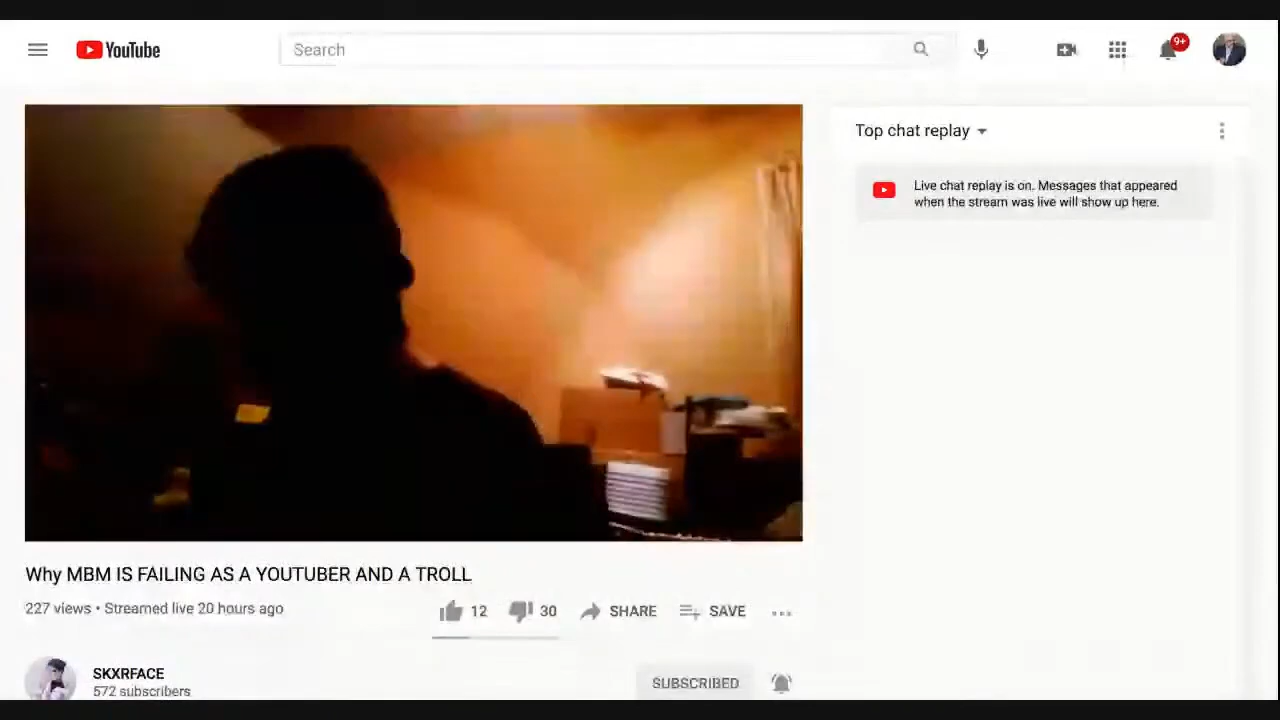 YouTube
Search
9+
Top chat replay
Live chat replay is on. Messages that appeared
when the stream was live will show up here.
Why MBM IS FAILING AS A YOUTUBER AND A TROLL
227 views • Streamed live 20 hours ago
12
30
SHARE
SAVE
SKXRFACE
572 subscribers
SUBSCRIBED